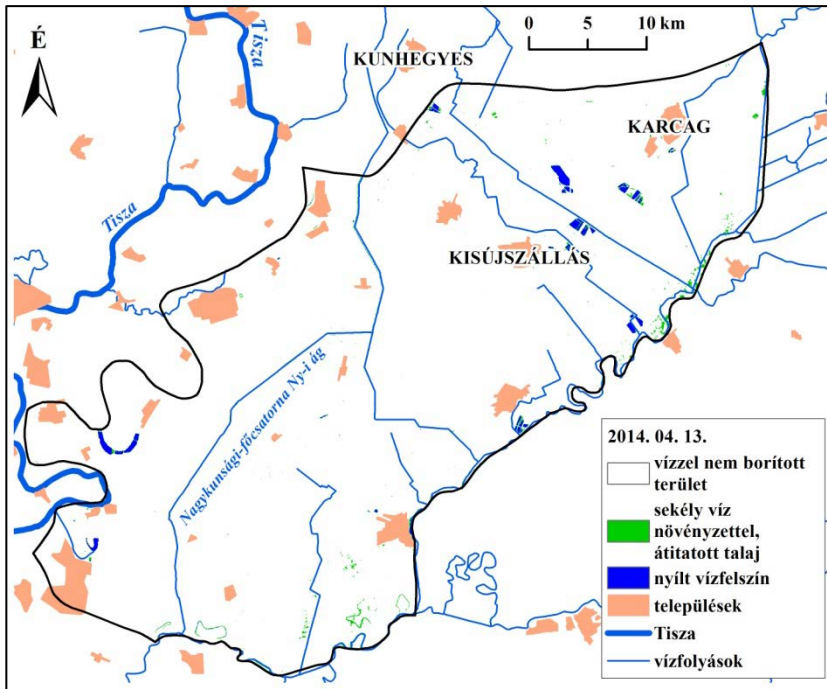 Tisza
0 5 10 km
É
KUNHEGYES
KARCAG
Tisza
KISÚJSZÁLLÁS
Nagykunsági-főcsatorna Ny-i ág
2014. 04. 13.
vízzel nem borított
terület
sekély víz
növényzettel,
átitatott talaj
nyílt vízfelszín
települések
Tisza
vízfolyások